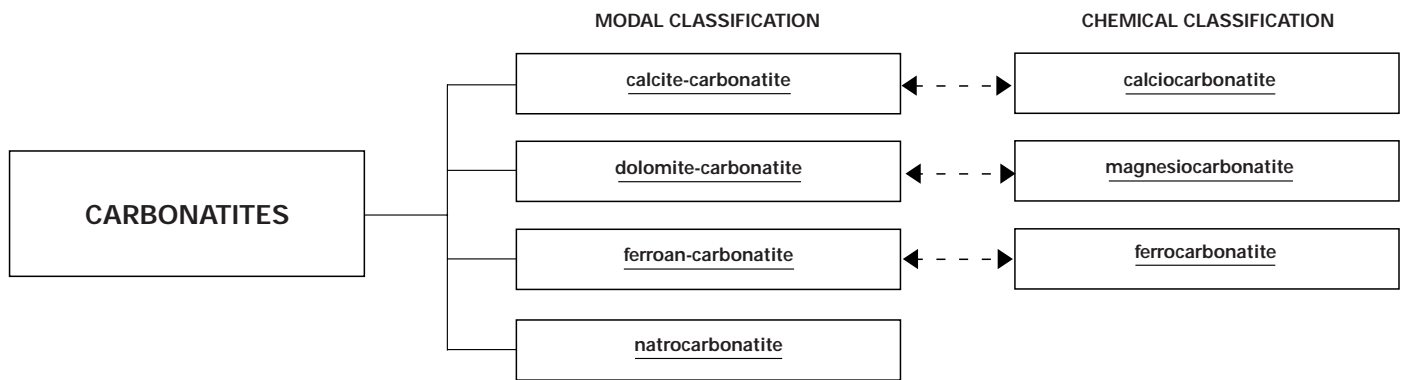 MODAL CLASSIFICATION
CHEMICAL CLASSIFICATION
calcite-carbonatite
calciocarbonatite
dolomite-carbonatite
magnesiocarbonatite
CARBONATITES
ferroan-carbonatite
ferrocarbonatite
natrocarbonatite